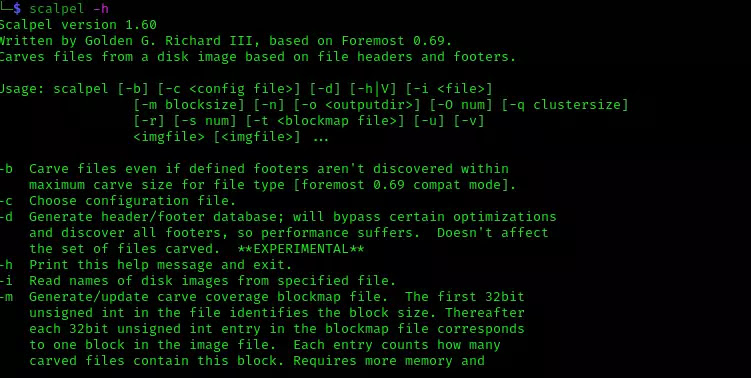 └─$ scalpel -h
Scalpel version 1.60
Written by Golden G. Richard III, based on Foremost 0.69.
Carves files from a disk image based on file headers and footers.

Usage: scalpel [-b] [-c <config file>] [-d] [-h|V] [-i <file>]
                 [-m blocksize] [-n] [-o <outputdir>] [-O num] [-q clustersize]
                 [-r] [-s num] [-t <blockmap file>] [-u] [-v]
                 <imgfile> [<imgfile>] ...

-b  Carve files even if defined footers aren't discovered within
    maximum carve size for file type [foremost 0.69 compat mode].
-c  Choose configuration file.
-d  Generate header/footer database; will bypass certain optimizations
    and discover all footers, so performance suffers.  Doesn't affect
    the set of files carved.  **EXPERIMENTAL**
-h  Print this help message and exit.
-i  Read names of disk images from specified file.
-m  Generate/update carve coverage blockmap file.  The first 32bit
    unsigned int in the file identifies the block size. Thereafter
    each 32bit unsigned int entry in the blockmap file corresponds
    to one block in the image file.  Each entry counts how many
    carved files contain this block. Requires more memory and